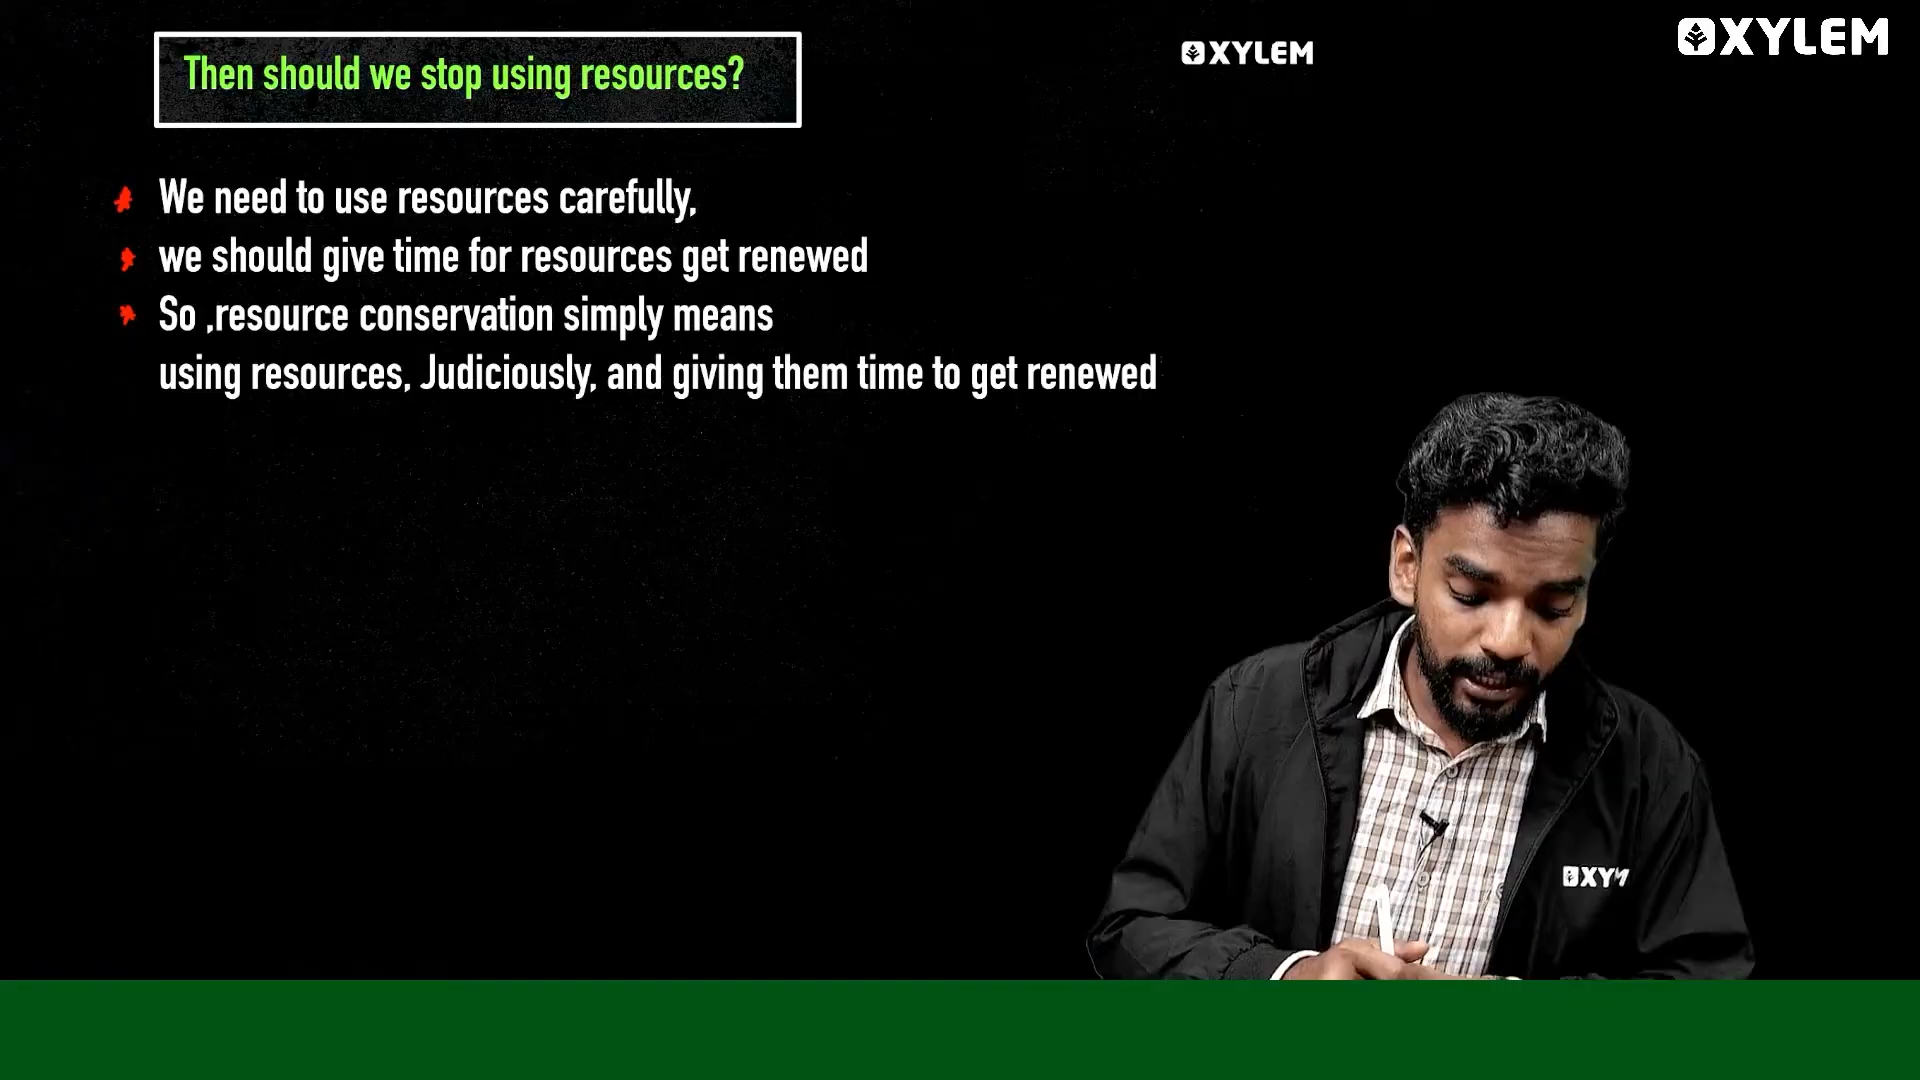 Then should we stop using resources?
XYLEM
XYLEM
We need to use resources carefully,
we should give time for resources get renewed
So ,resource conservation simply means
using resources, Judiciously, and giving them time to get renewed
XY